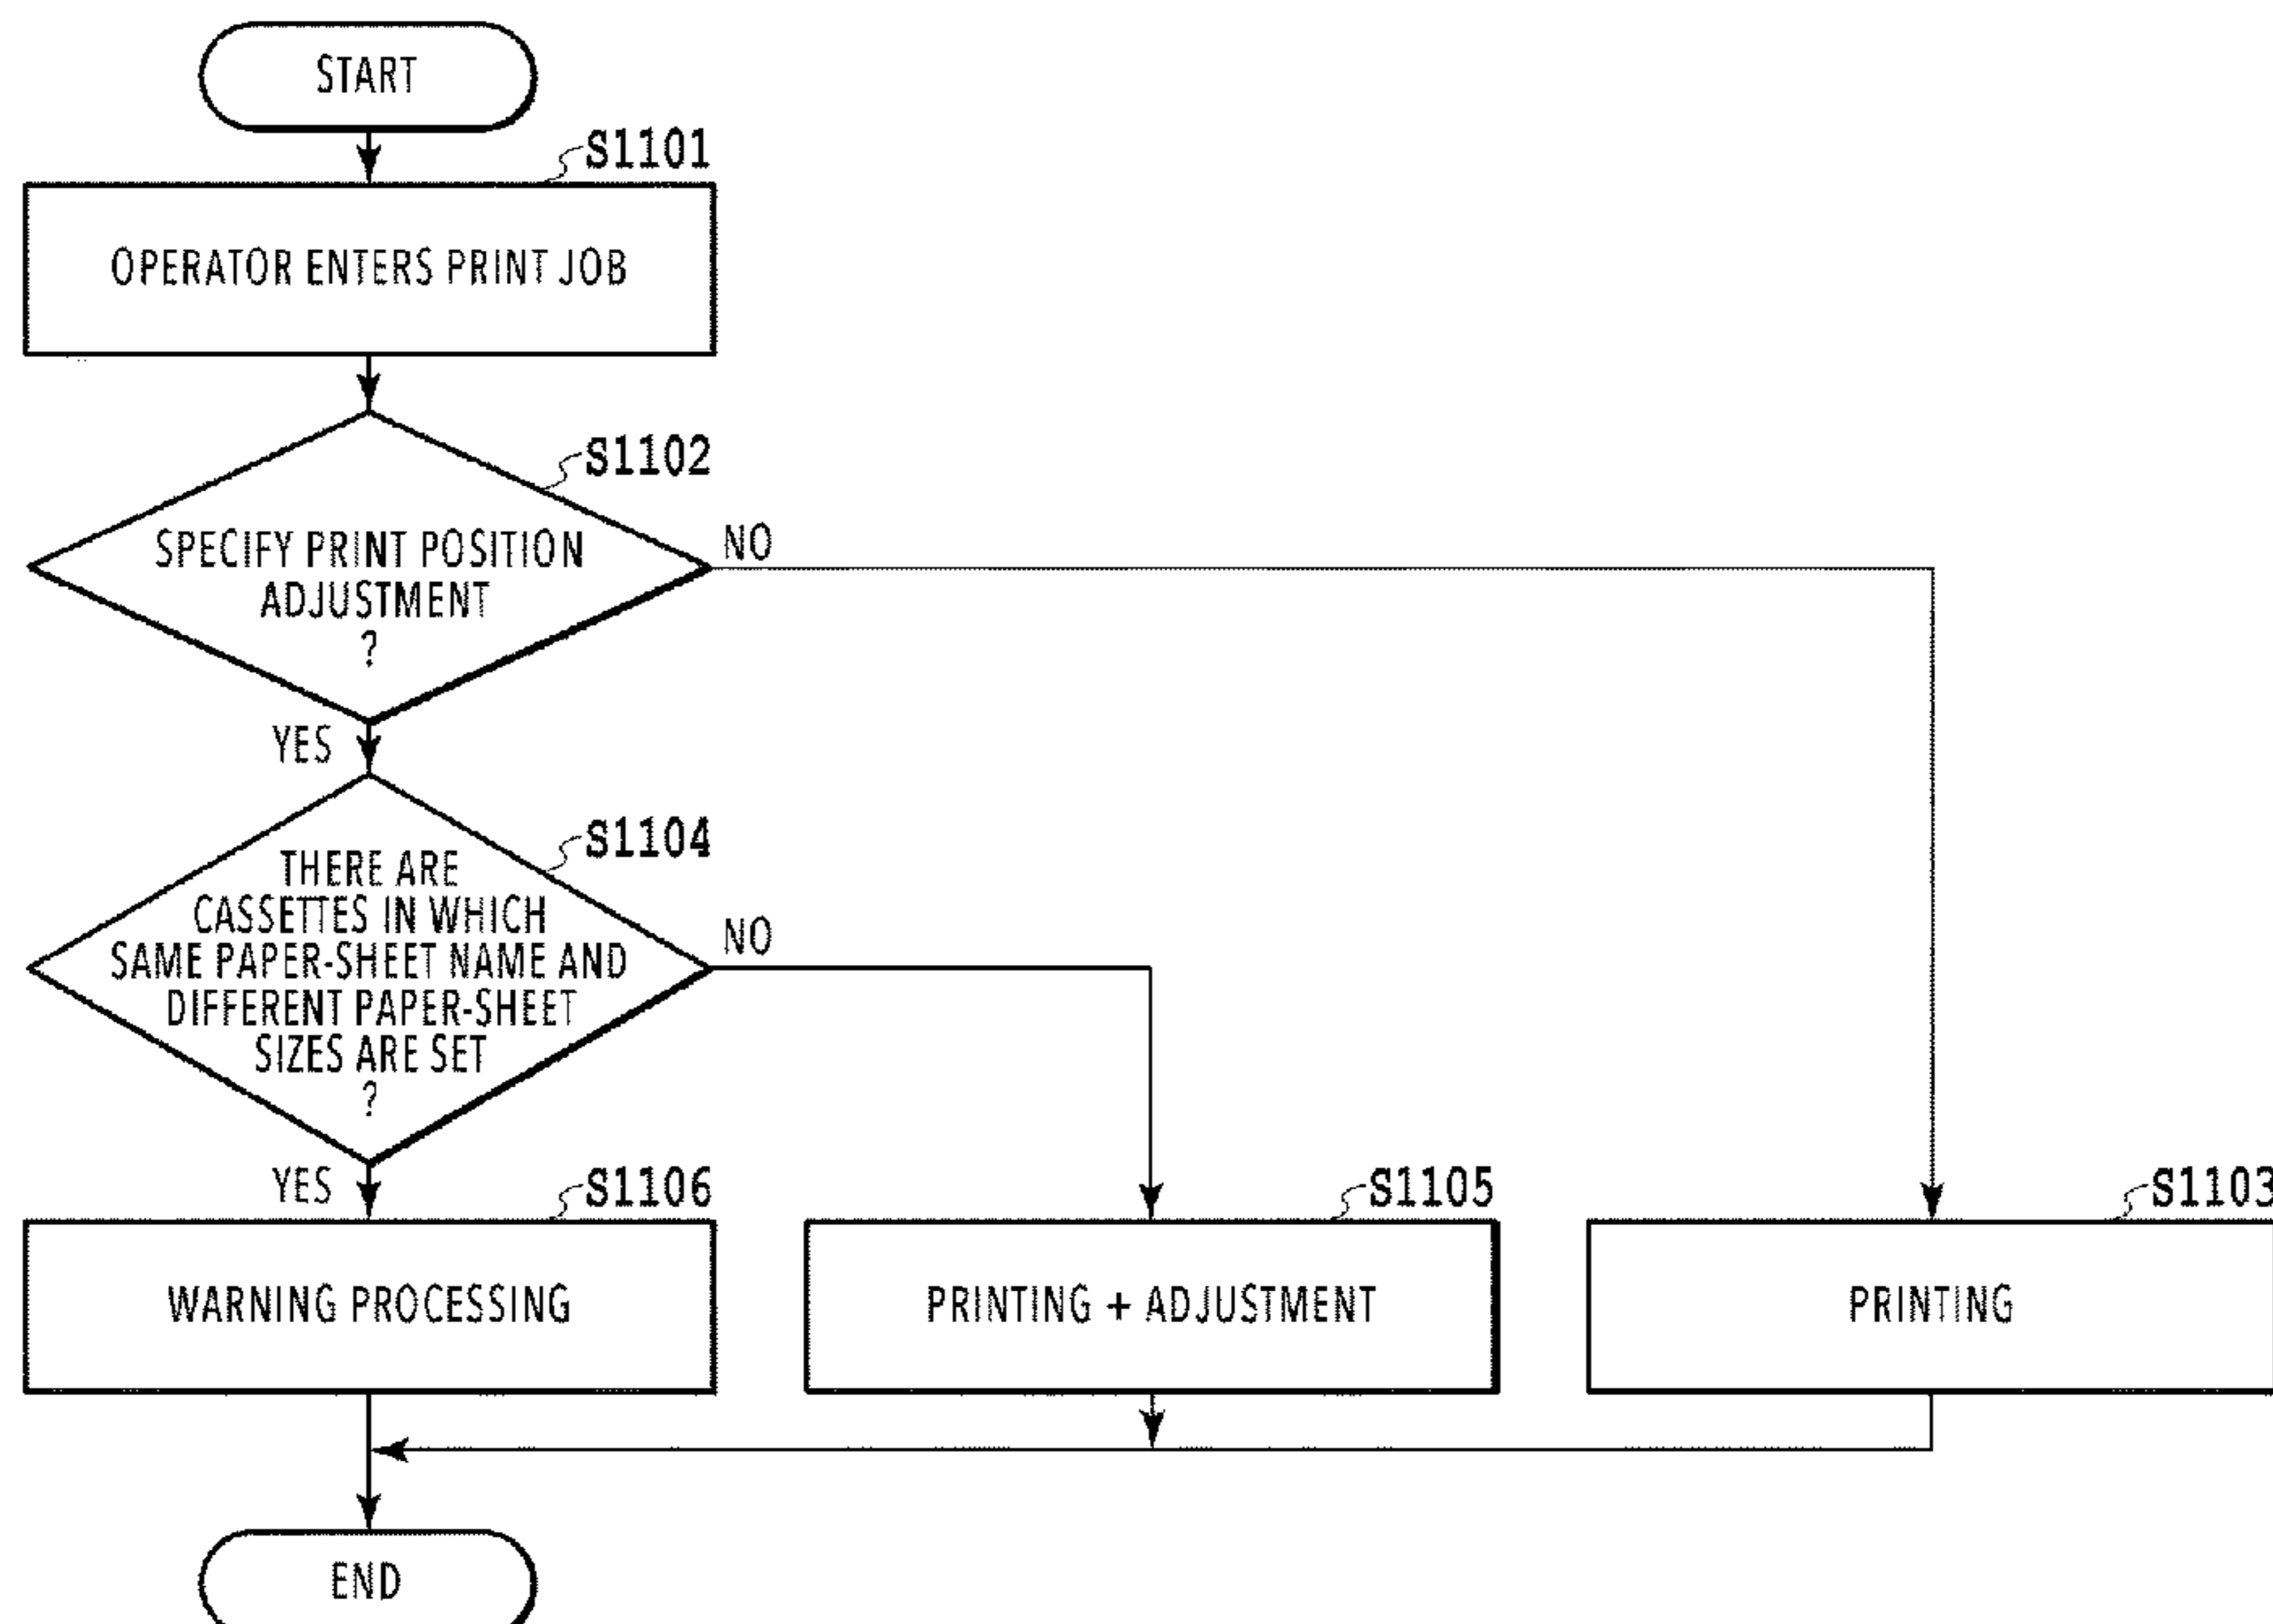 START
S1101
OPERATOR ENTERS PRINT JOB
S1102
SPECIFY PRINT POSITION
ADJUSTMENT
?
NO
YES
S1104
THERE ARE
CASSETTES IN WHICH
SAME PAPER-SHEET NAME AND
DIFFERENT PAPER-SHEET
SIZES ARE SET
?
NO
YES
S1106
S1105
S1103
WARNING PROCESSING
PRINTING + ADJUSTMENT
PRINTING
END